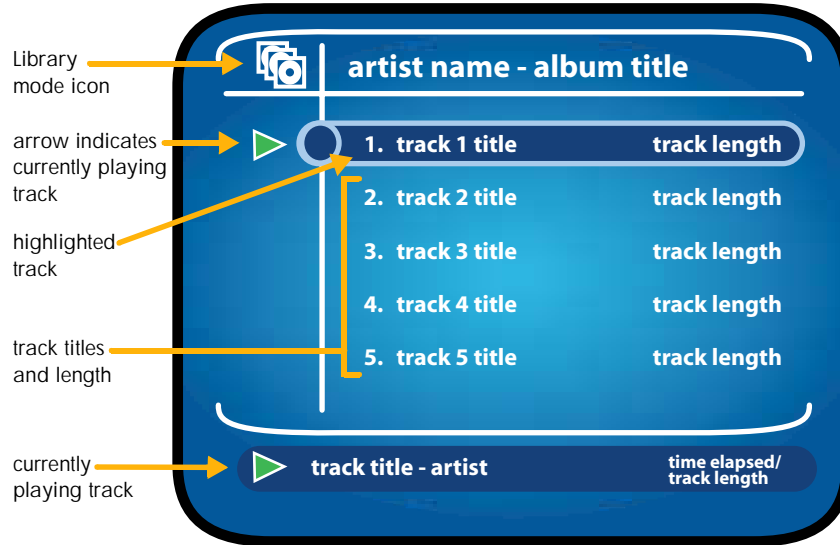 Library
mode icon
artist name - album title
arrow indicates
currently playing
track
1. track 1 title track length
2. track 2 title track length
highlighted
track
3. track 3 title track length
4. track 4 title track length
track titles
and length
5. track 5 title track length
currently
playing track
track title - artist
time elapsed/
track length